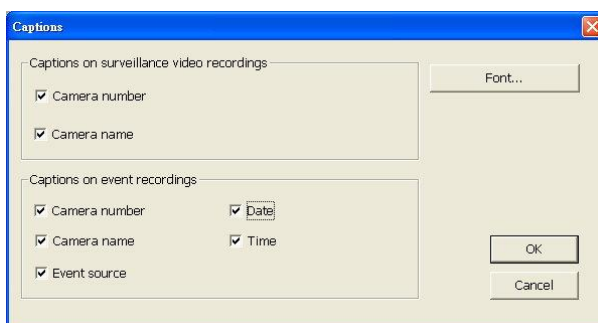 Captions
Captions on surveillance video recordings
Font...
Camera number
Camera name
Captions on event recordings
Camera number
Date
Camera name
Time
Event source
OK
Cancel